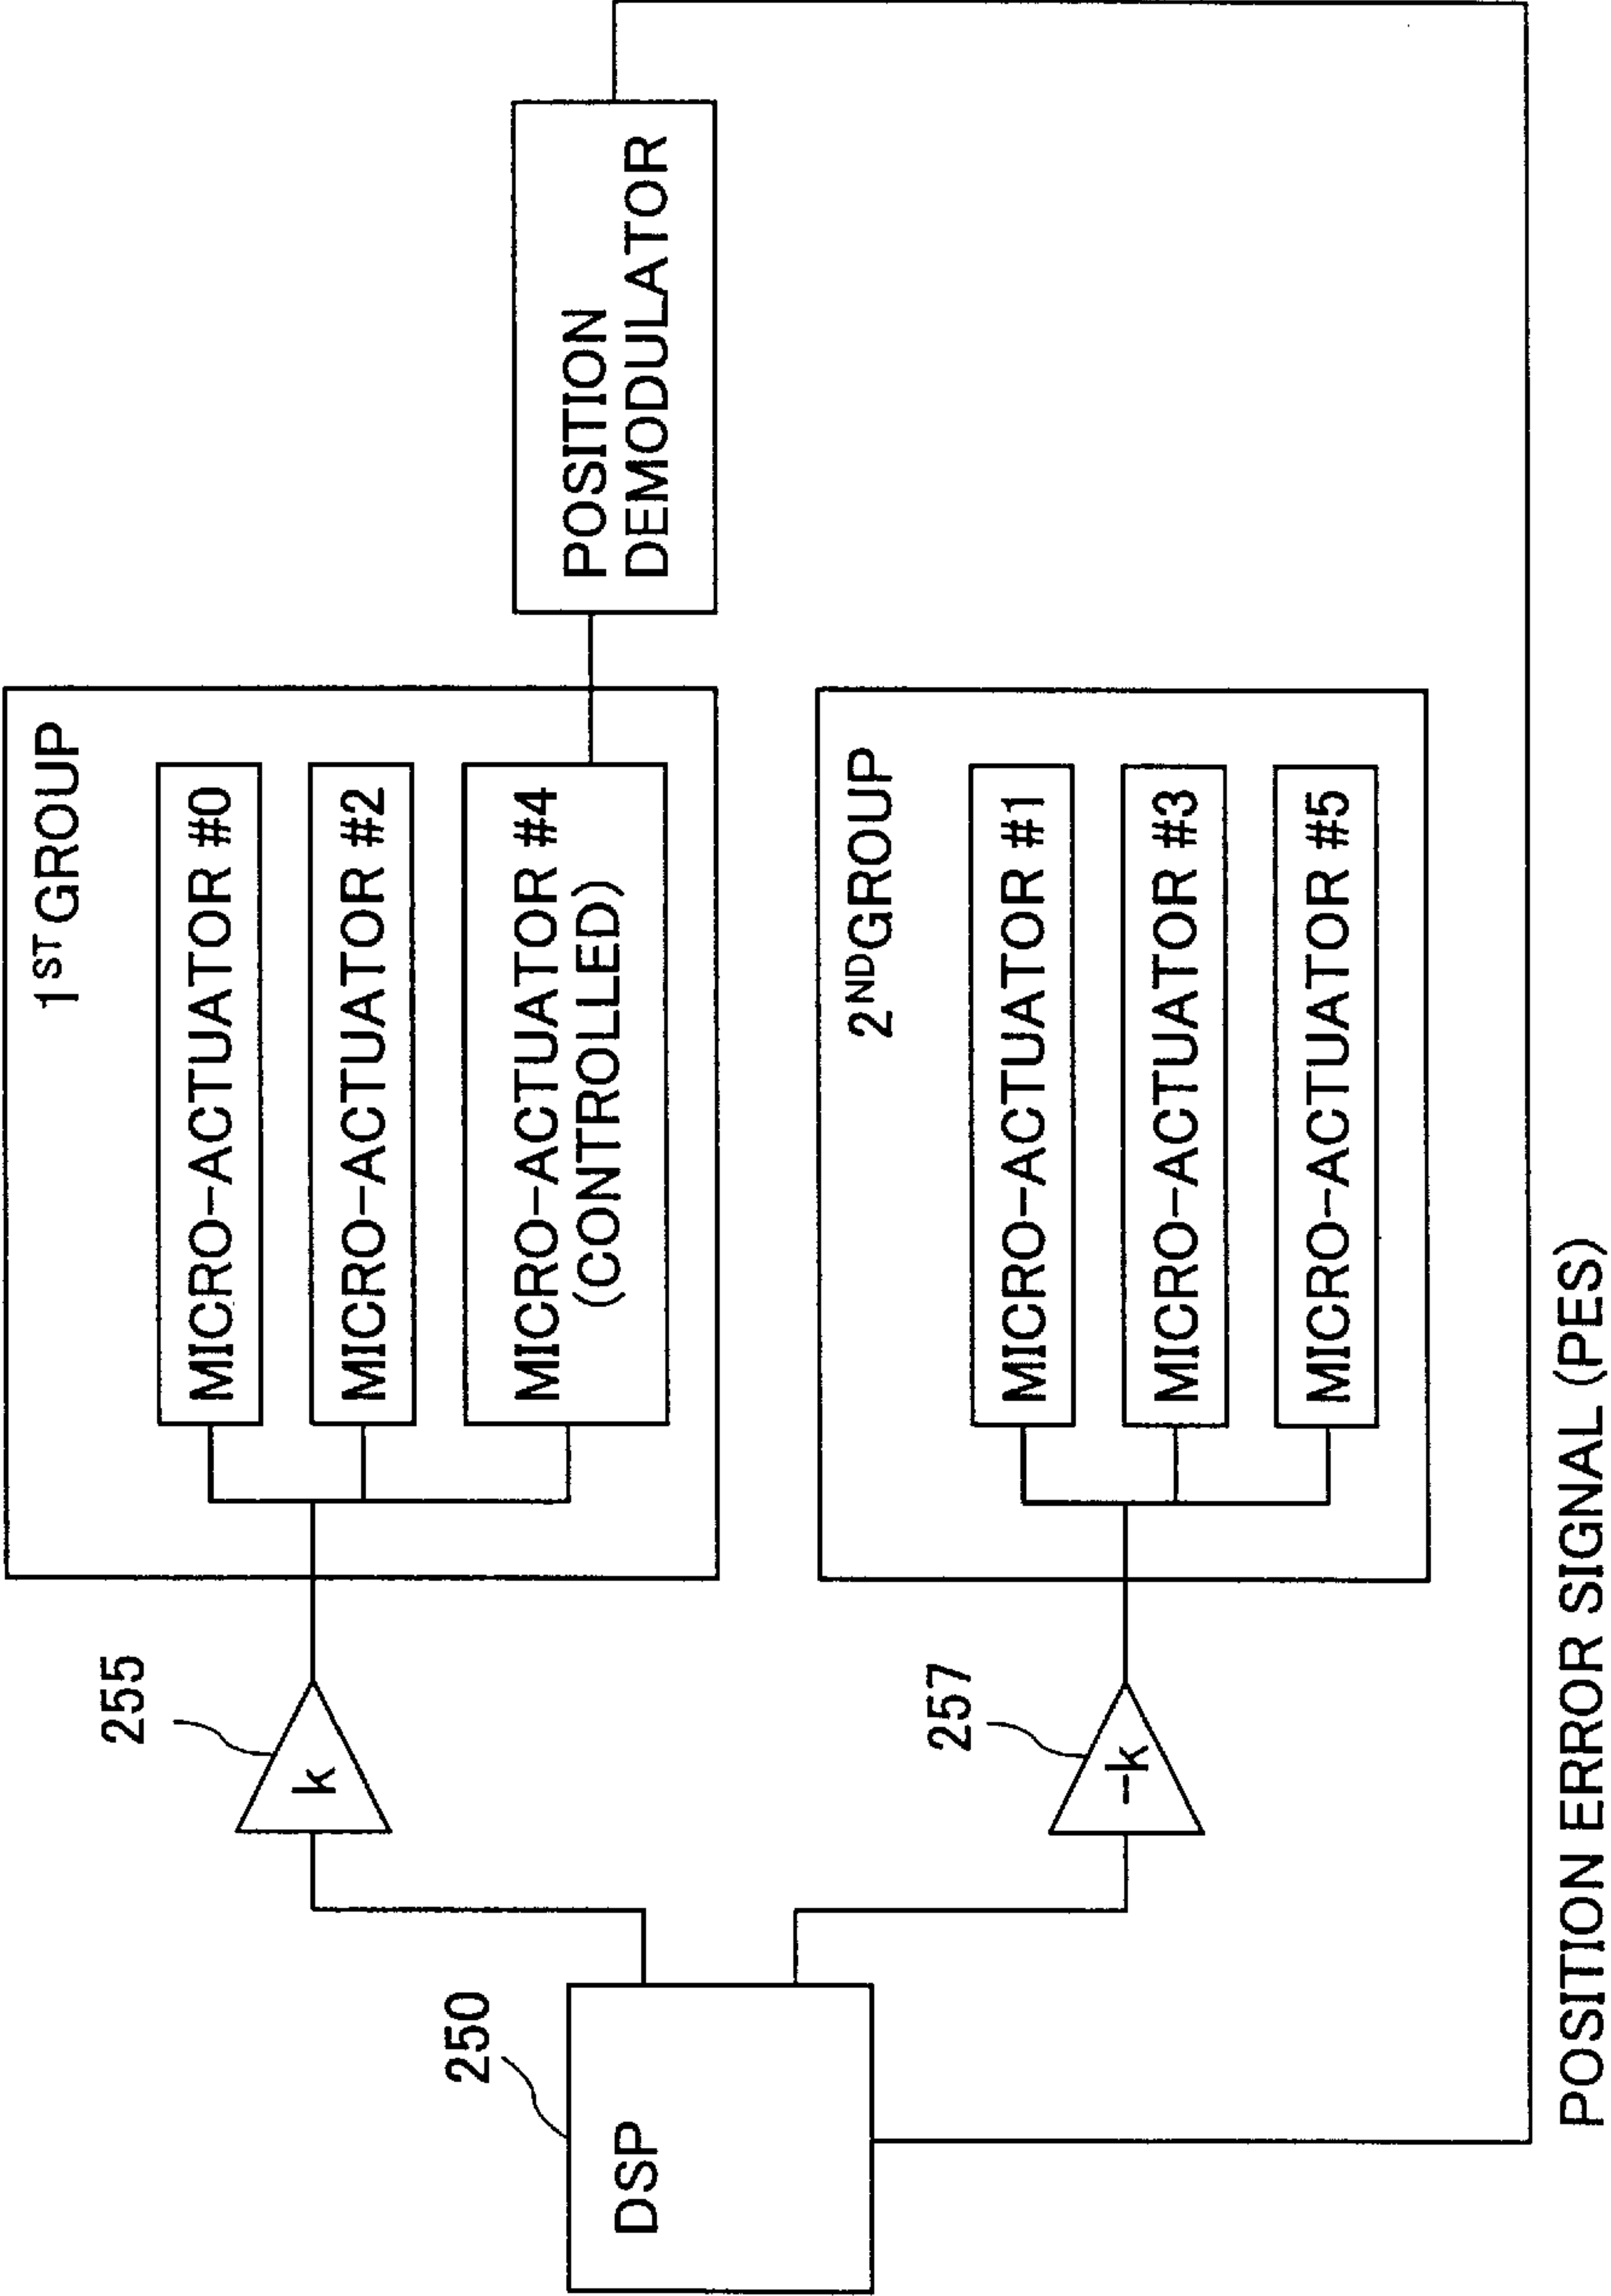 1ST GROUP
MICRO-ACTUATOR #0
MICRO-ACTUATOR #2
MICRO-ACTUATOR #4
(CONTROLLED)
POSITION
DEMODULATOR
255
k
250
DSP
257
-k
2ND GROUP
MICRO-ACTUATOR #1
MICRO-ACTUATOR #3
MICRO-ACTUATOR #5
POSITION ERROR SIGNAL (PES)